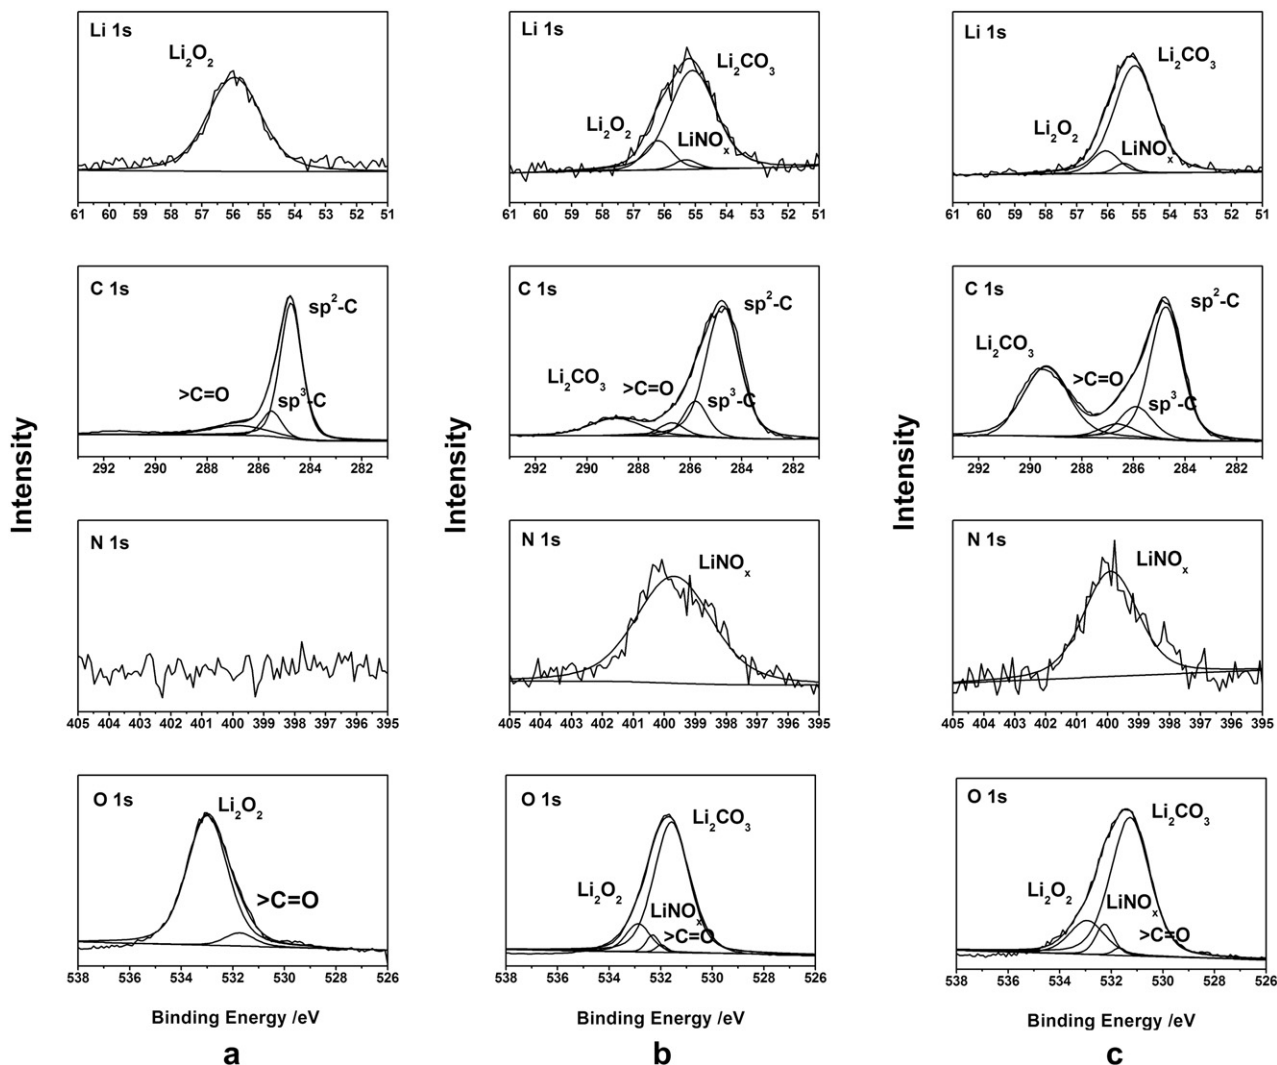 Li 1s
Li₂O₂
61 60 59 58 57 56 55 54 53 52 51
C 1s
sp²-C
>C=O
sp³-C
292 290 288 286 284 282
N 1s
405 404 403 402 401 400 399 398 397 396 395
O 1s
Li₂O₂
>C=O
538 536 534 532 530 528 526
Intensity
Binding Energy /eV
a
Li 1s
Li₂CO₃
Li₂O₂
LiNOₓ
61 60 59 58 57 56 55 54 53 52 51
C 1s
sp²-C
Li₂CO₃
>C=O
sp³-C
292 290 288 286 284 282
N 1s
LiNOₓ
405 404 403 402 401 400 399 398 397 396 395
O 1s
Li₂CO₃
Li₂O₂
LiNOₓ
>C=O
538 536 534 532 530 528 526
Intensity
Binding Energy /eV
b
Li 1s
Li₂CO₃
Li₂O₂
LiNOₓ
61 60 59 58 57 56 55 54 53 52 51
C 1s
sp²-C
Li₂CO₃
>C=O
sp³-C
292 290 288 286 284 282
N 1s
LiNOₓ
405 404 403 402 401 400 399 398 397 396 395
O 1s
Li₂CO₃
Li₂O₂
LiNOₓ
>C=O
538 536 534 532 530 528 526
Intensity
Binding Energy /eV
c